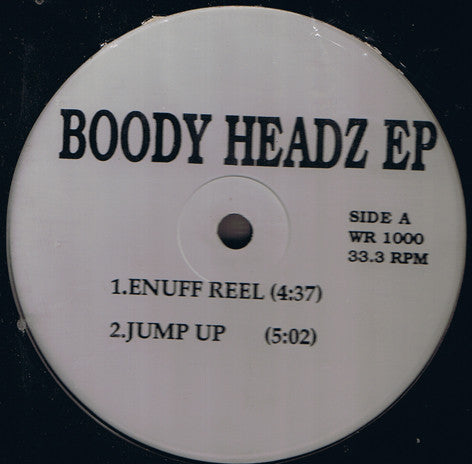 BOODY HEADZ EP
SIDE A
WR 1000
33.3 RPM
1.ENUFF REEL (4:37)
2.JUMP UP (5:02)